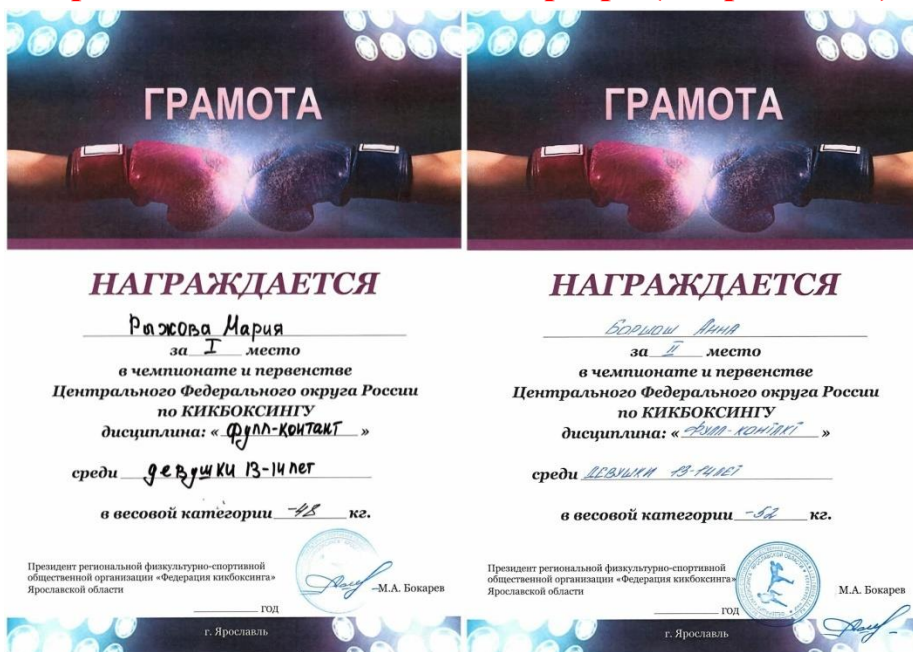 ГРАМОТА
НАГРАЖДАЕТСЯ
Рыжова Мария
за I место
в чемпионате и первенстве
Центрального Федерального округа России
по КИКБОКСИНГУ
дисциплина: « фулл-контакт »
среди девушки 13-14 лет
в весовой категории -48 кг.
Президент региональной физкультурно-спортивной
общественной организации «Федерация кикбоксинга»
Ярославской области
М.А. Бокарев
год
г. Ярославль
ГРАМОТА
НАГРАЖДАЕТСЯ
Боршош Анна
за II место
в чемпионате и первенстве
Центрального Федерального округа России
по КИКБОКСИНГУ
дисциплина: « фулл-контакт »
среди ДЕВУШКИ 13-14 ЛЕТ
в весовой категории -52 кг.
Президент региональной физкультурно-спортивной
общественной организации «Федерация кикбоксинга»
Ярославской области
М.А. Бокарев
год
г. Ярославль